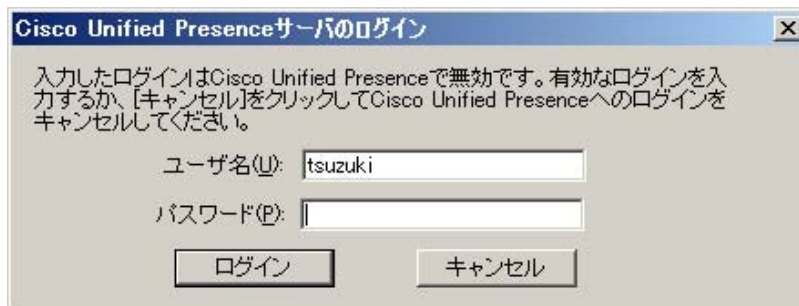 Cisco Unified Presenceサーバのログイン
入力したログインはCisco Unified Presenceで無効です。有効なログインを入
力するか、[キャンセル]をクリックしてCisco Unified Presenceへのログインを
キャンセルしてください。
ユーザ名(U): tsuzuki
パスワード(P):
ログイン キャンセル